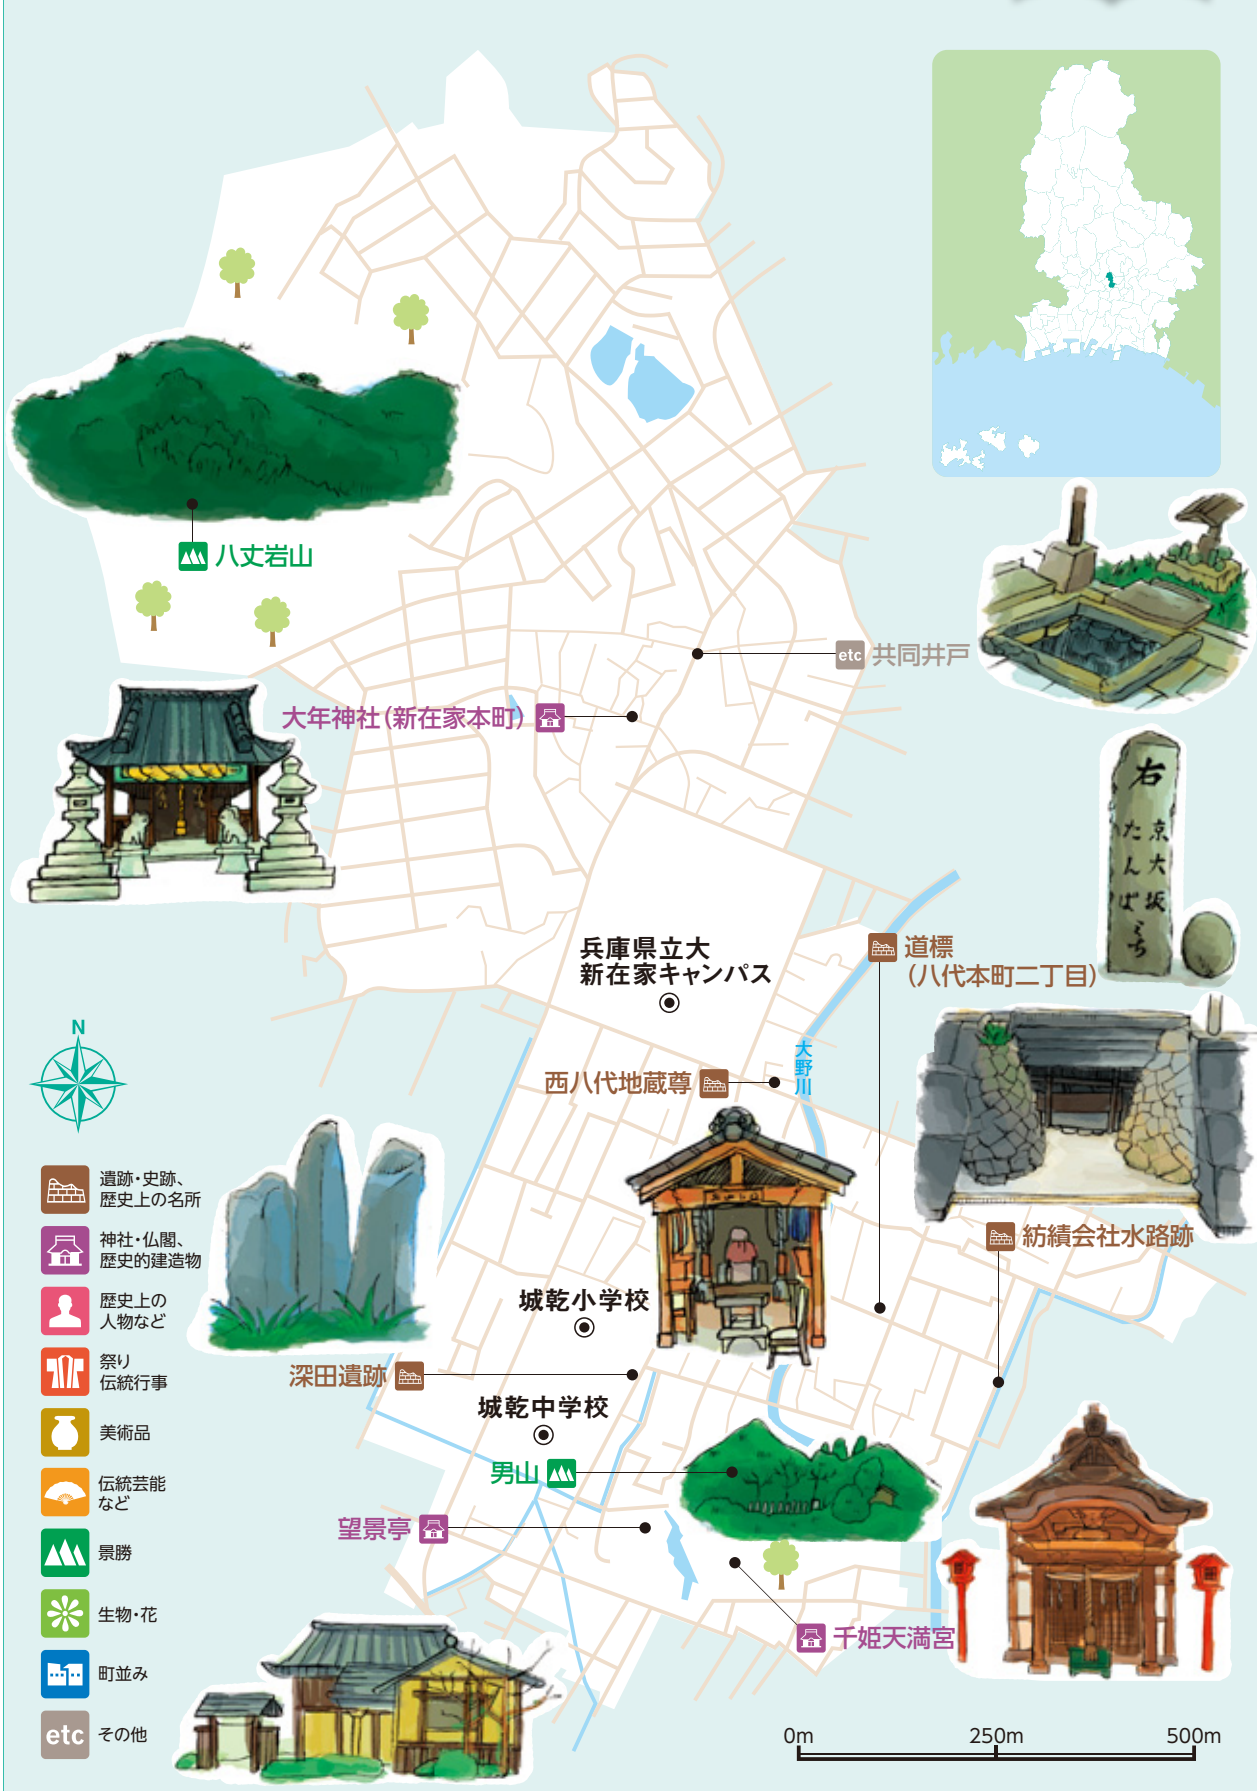 八丈岩山
etc 共同井戸
大年神社(新在家本町)
右
京大坂
たんば
みち
兵庫県立大
新在家キャンパス
道標
(八代本町二丁目)
大野川
西八代地蔵尊
N
紡績会社水路跡
城乾小学校
深田遺跡
城乾中学校
男山
望景亭
千姫天満宮
遺跡・史跡、
歴史上の名所
神社・仏閣、
歴史的建造物
歴史上の
人物など
祭り
伝統行事
美術品
伝統芸能
など
景勝
生物・花
町並み
etc その他
0m 250m 500m